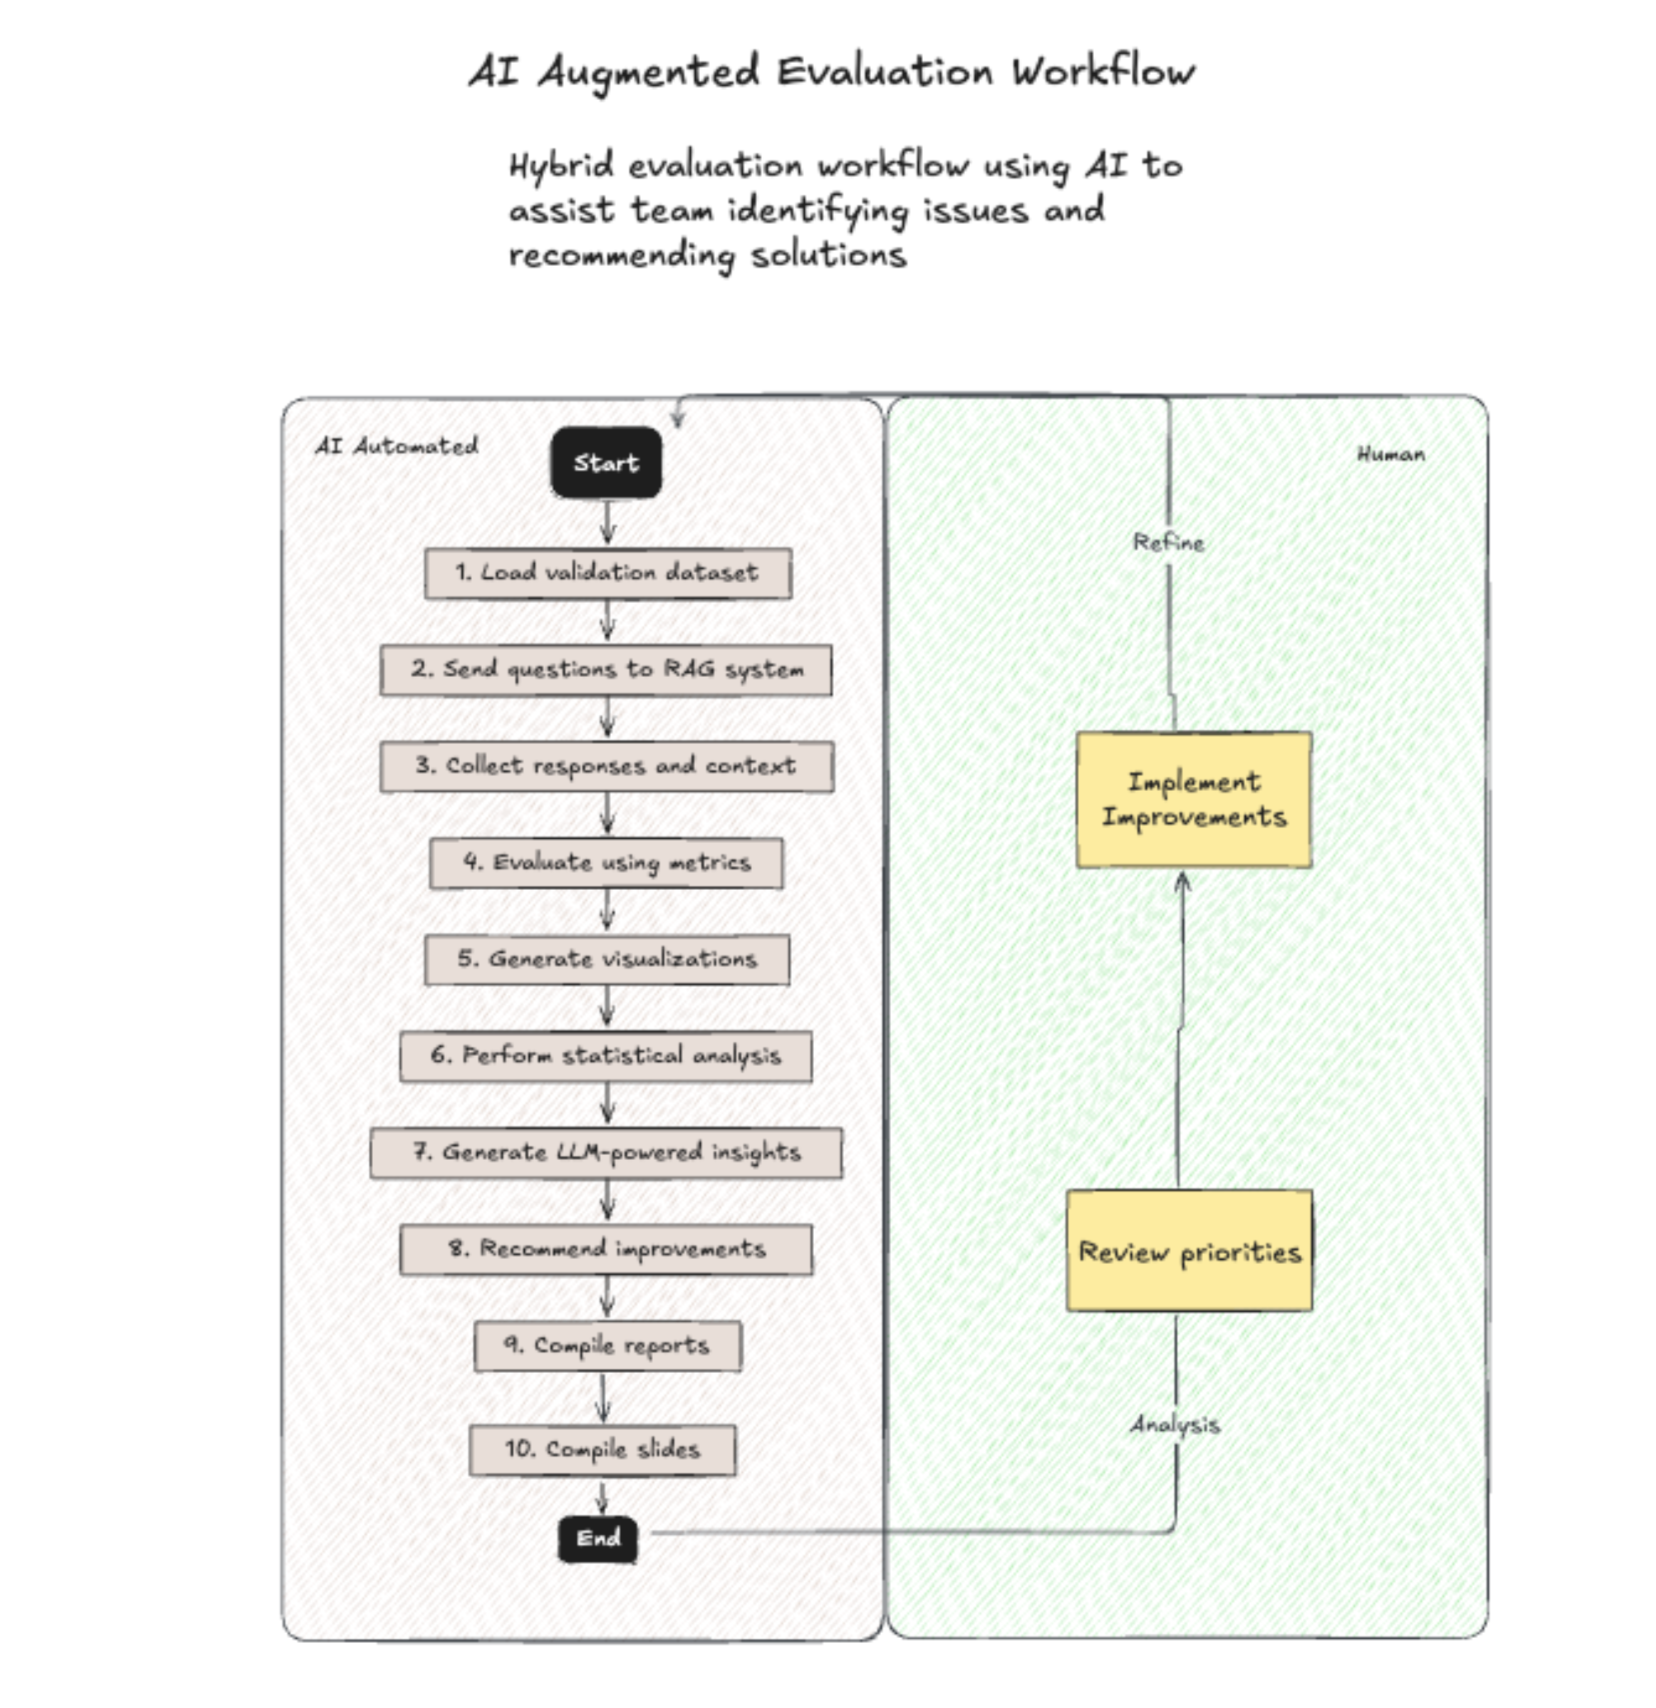 AI Augmented Evaluation Workflow
Hybrid evaluation workflow using AI to
assist team identifying issues and
recommending solutions
AI Automated
Start
1. Load validation dataset
2. Send questions to RAG system
3. Collect responses and context
4. Evaluate using metrics
5. Generate visualizations
6. Perform statistical analysis
7. Generate LLM-powered insights
8. Recommend improvements
9. Compile reports
10. Compile slides
End
Human
Refine
Implement
Improvements
Review priorities
Analysis